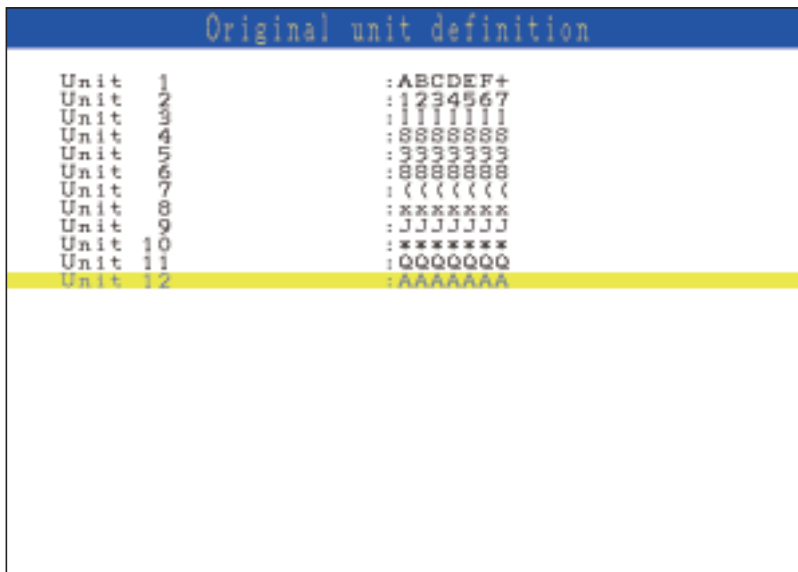 Original unit definition
Unit 1 :ABCDEF+
Unit 2 :1234567
Unit 3 :IIIIIII
Unit 4 :8888888
Unit 5 :3333333
Unit 6 :8888888
Unit 7 :(((((((
Unit 8 :xxxxxxx
Unit 9 :JJJJJJJ
Unit 10 :*******
Unit 11 :QQQQQQQ
Unit 12 :AAAAAAA